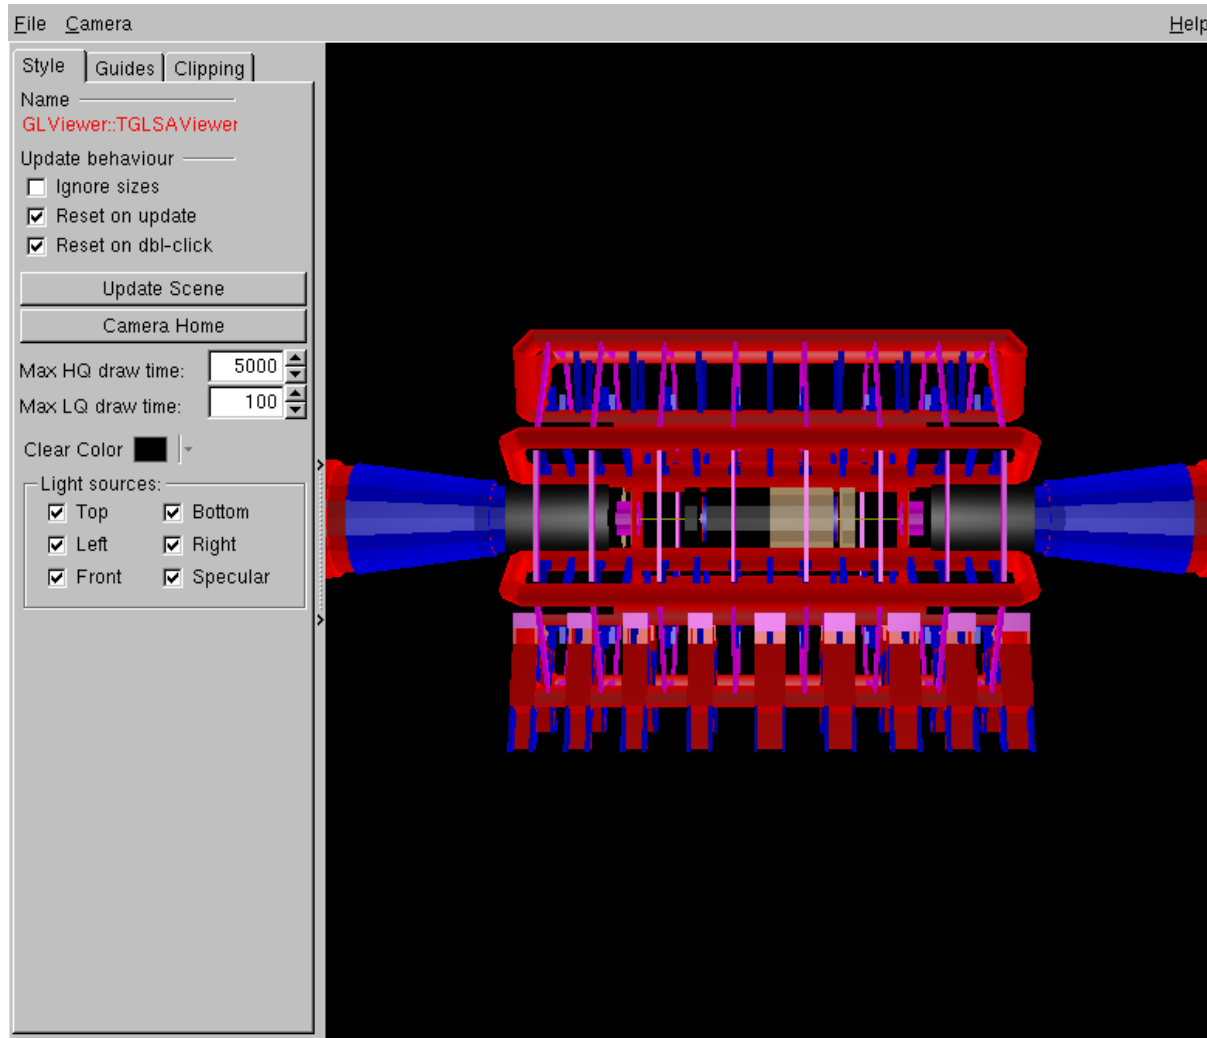 File Camera Help
Style Guides Clipping
Name
GLViewer::TGLSAViewer
Update behaviour
Ignore sizes
Reset on update
Reset on dbl-click
Update Scene
Camera Home
Max HQ draw time: 5000
Max LQ draw time: 100
Clear Color
Light sources:
Top Bottom
Left Right
Front Specular